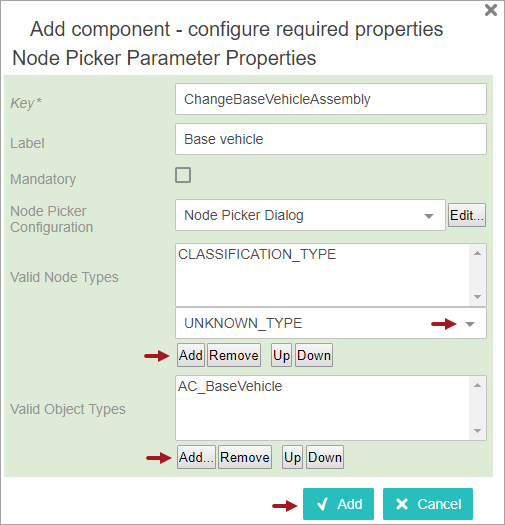 Add component - configure required properties
Node Picker Parameter Properties
Key* ChangeBaseVehicleAssembly
Label Base vehicle
Mandatory
Node Picker Configuration Node Picker Dialog Edit...
Valid Node Types CLASSIFICATION_TYPE
UNKNOWN_TYPE
Add Remove Up Down
Valid Object Types AC_BaseVehicle
Add... Remove Up Down
Add Cancel